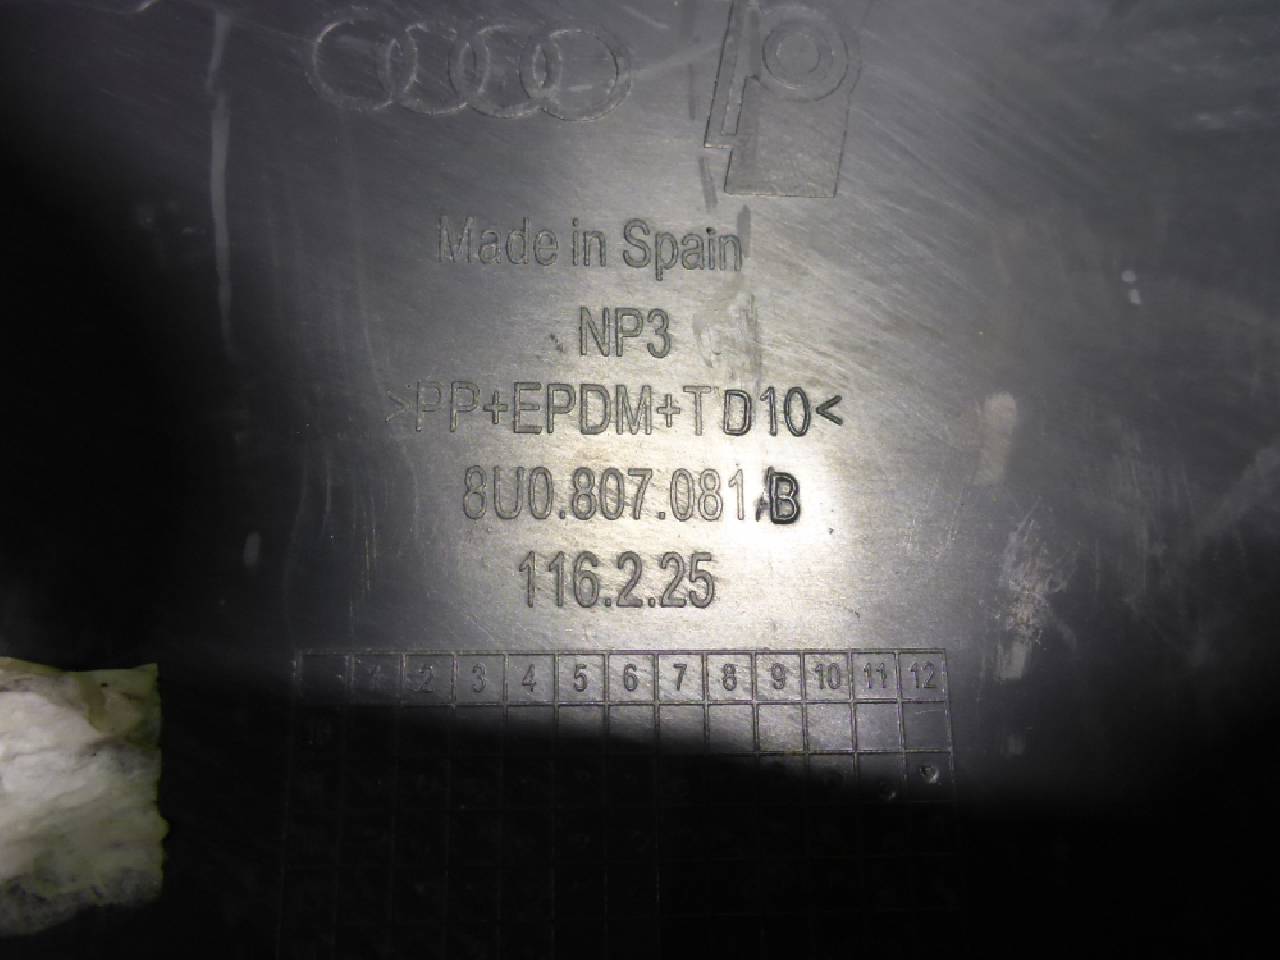 Made in Spain
NP3
>PP+EPDM+TD10<
8U0.807.081 B
116.2.25
1 2 3 4 5 6 7 8 9 10 11 12